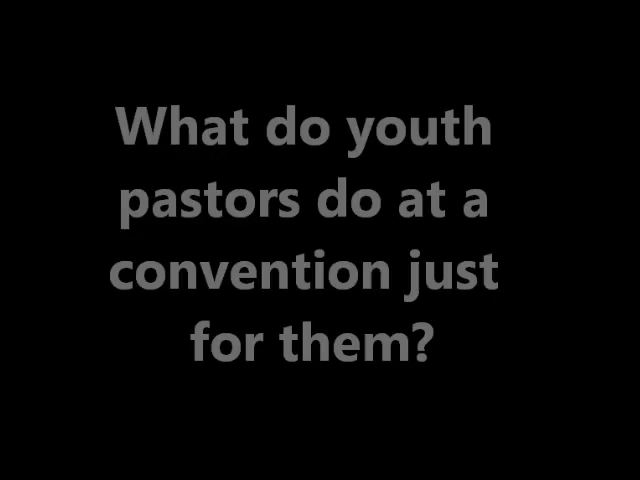 What do youth
pastors do at a
convention just
for them?